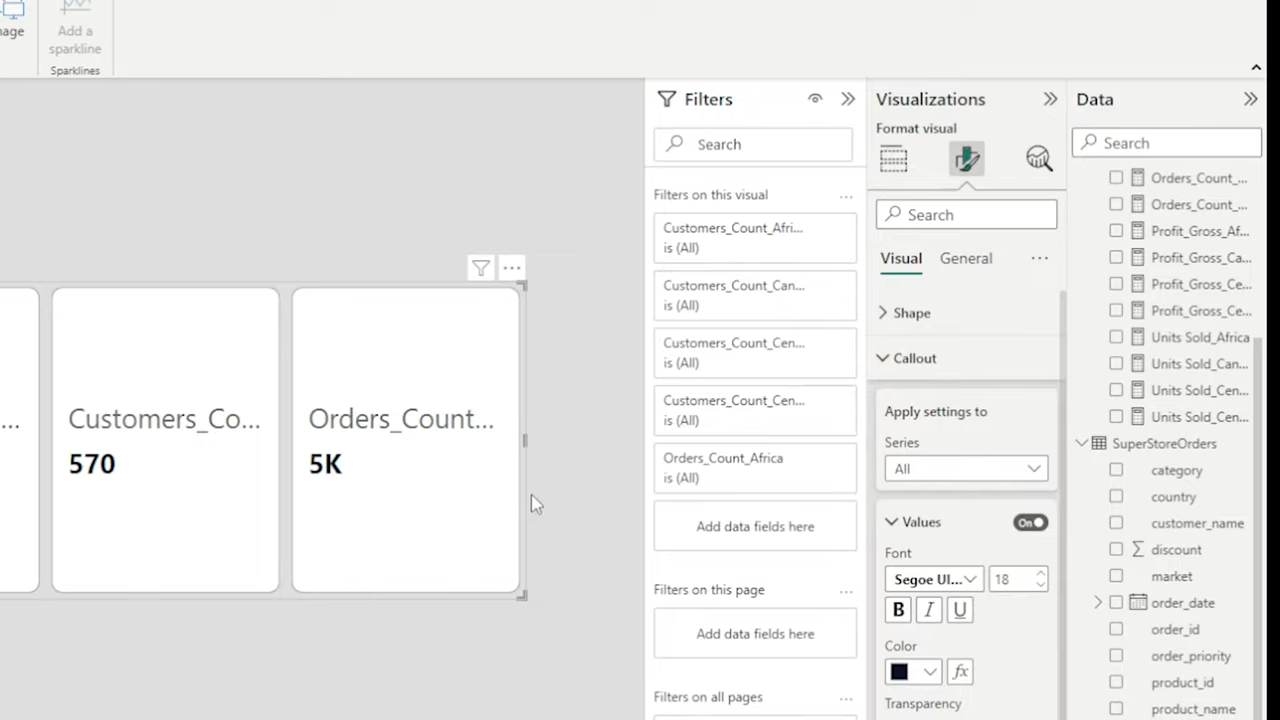 Add a
sparkline
Sparklines
Filters
Search
Filters on this visual
Customers_Count_Afri...
is (All)
Customers_Count_Can...
is (All)
Customers_Count_Cen...
is (All)
Customers_Count_Cen...
is (All)
Orders_Count_Africa
is (All)
Add data fields here
Filters on this page
Add data fields here
Filters on all pages
...
Customers_Co...
570
Orders_Count...
5K
Visualizations
Format visual
Search
Visual
General
Shape
Callout
Apply settings to
Series
All
Values
On
Font
Segoe UI...
18
B
I
U
Color
fx
Transparency
Data
Search
Orders_Count_...
Orders_Count_...
Profit_Gross_Af...
Profit_Gross_Ca...
Profit_Gross_Ce...
Profit_Gross_Ce...
Units Sold_Africa
Units Sold_Can...
Units Sold_Cen...
Units Sold_Cen...
SuperStoreOrders
category
country
customer_name
discount
market
order_date
order_id
order_priority
product_id
product_name